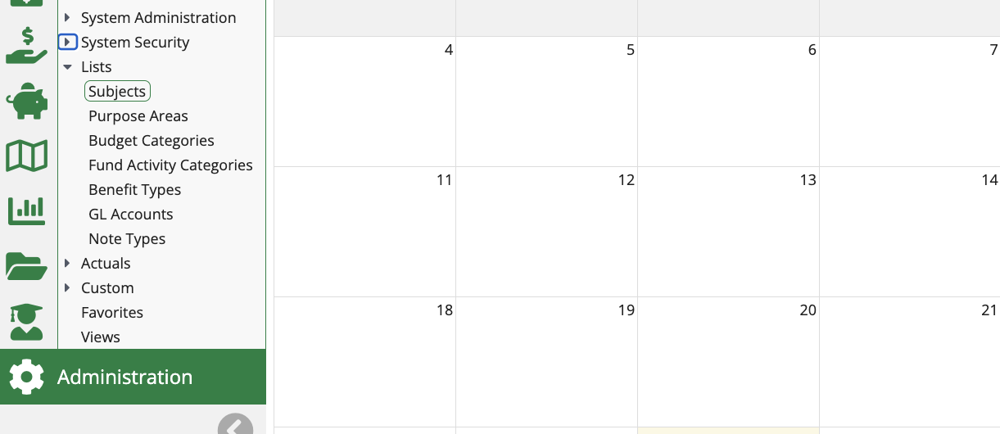 System Administration
System Security
Lists
Subjects
Purpose Areas
Budget Categories
Fund Activity Categories
Benefit Types
GL Accounts
Note Types
Actuals
Custom
Favorites
Views
Administration
4 5 6 7
11 12 13 14
18 19 20 21